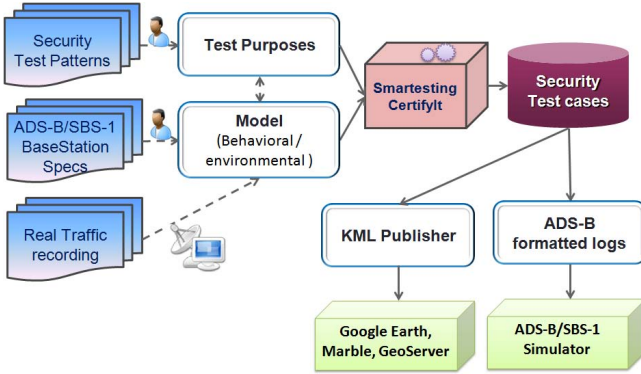 Security
Test Patterns
Test Purposes
Smartesting
CertifyIt
Security
Test cases
ADS-B/SBS-1
BaseStation
Specs
Model
(Behavioral /
environmental )
Real Traffic
recording
KML Publisher
ADS-B
formatted logs
Google Earth,
Marble, GeoServer
ADS-B/SBS-1
Simulator